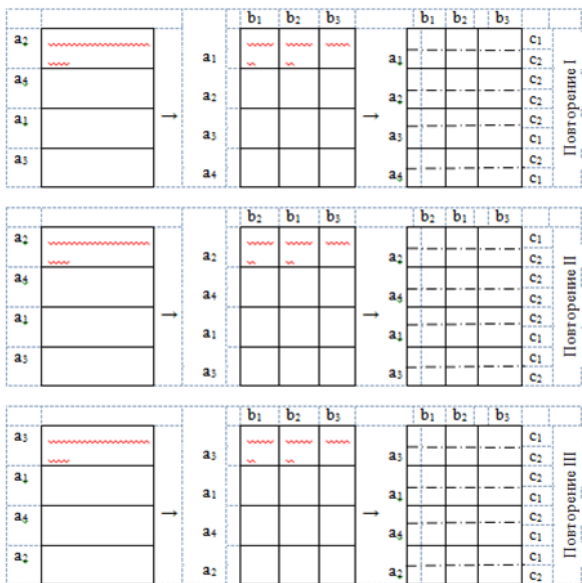 b₁ b₂ b₃ b₁ b₂ b₃
a₂ c₁
a₁ a₁ c₂
a₄ c₂
a₂ a₂ c₂
a₁ → → c₂
a₃ a₃ c₁
a₃ c₂
a₄ a₄ c₁
Повторение I
b₂ b₁ b₃ b₂ b₁ b₃
a₂ c₁
a₂ a₂ c₂
a₄ c₂
a₄ a₄ c₂
a₁ → → c₂
a₁ a₁ c₁
a₃ c₁
a₃ a₃ c₂
Повторение II
b₁ b₂ b₃ b₁ b₂ b₃
a₃ c₁
a₃ a₃ c₂
a₁ c₁
a₁ a₁ c₂
a₄ → → c₂
a₄ a₄ c₁
a₂ c₁
a₂ a₂ c₂
Повторение III